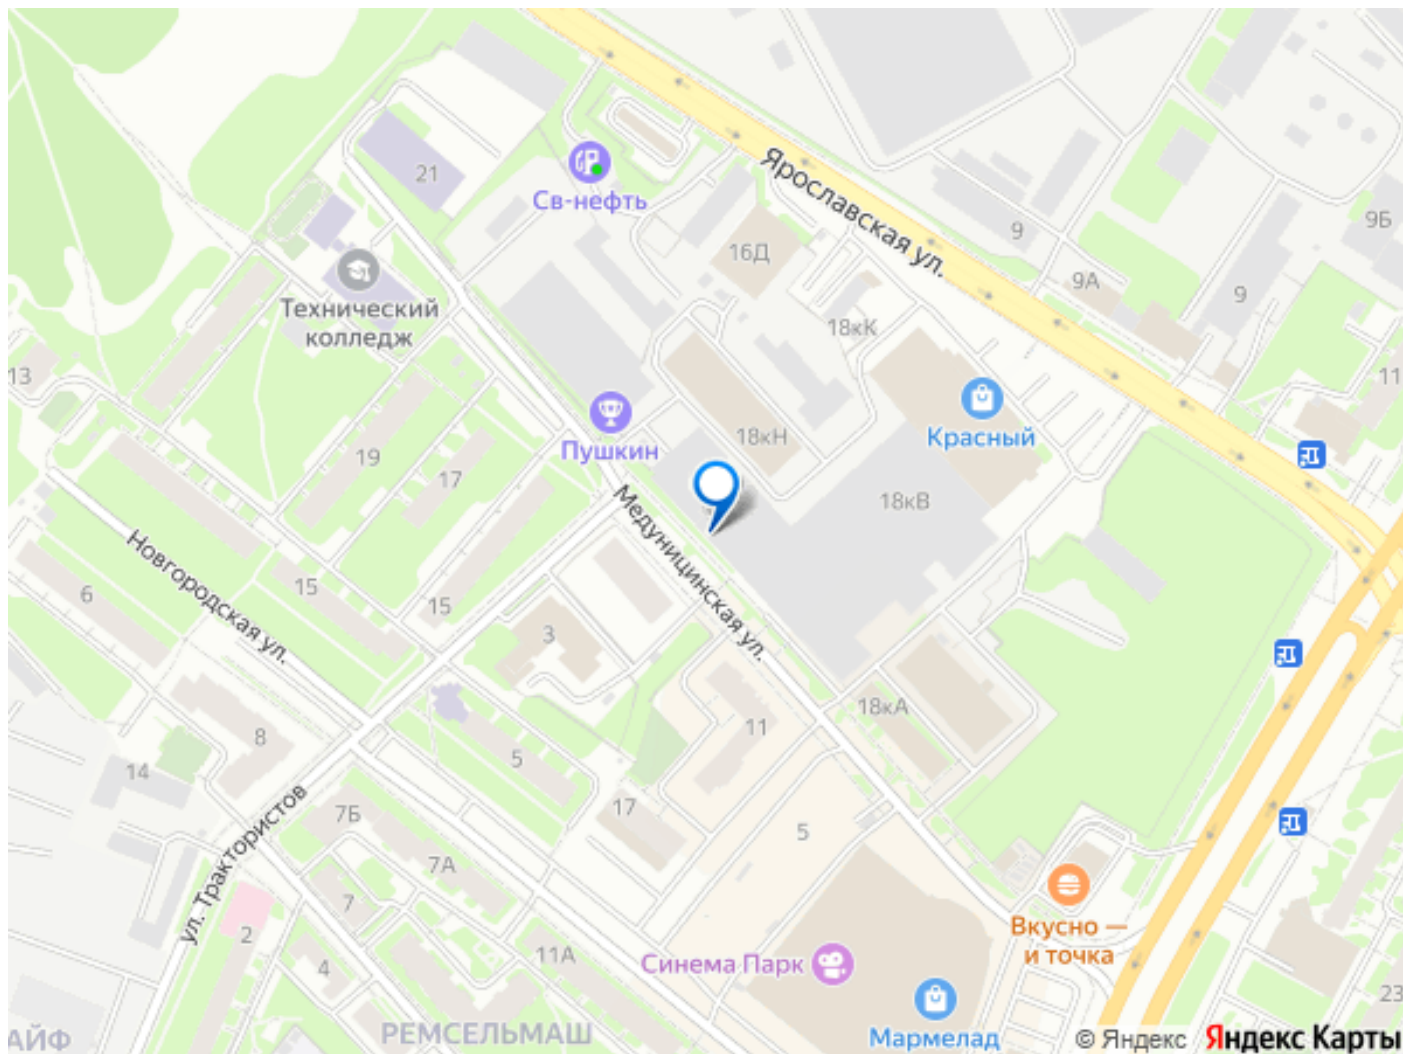 21
Св-нефть
Ярославская ул.
16Д
9
9Б
9А
9
Технический
колледж
18кК
13
11
Пушкин
18кН
Красный
19
17
18кВ
Медуницинская ул.
Новгородская ул.
6
15
15
3
18кА
11
8
5
14
17
7Б
5
7А
ул. Трактористов
7
Вкусно —
и точка
2
4
11А
Синема Парк
23
РЕМСЕЛЬМАШ
АЙФ
Мармелад
© Яндекс Яндекс Карты